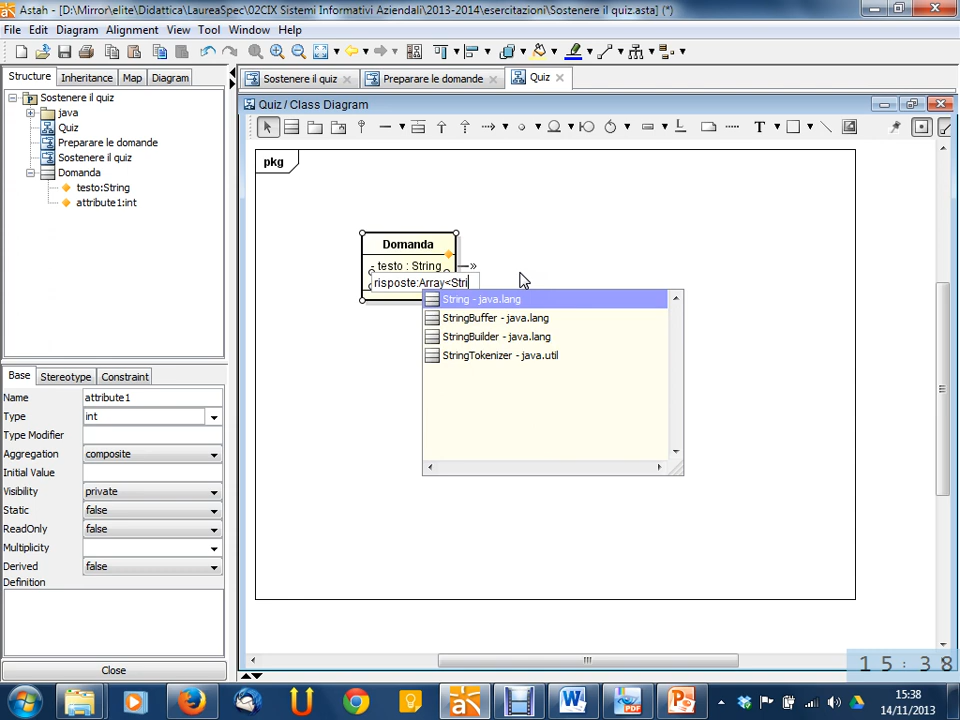 Astah - [D:\Mirror\elite\Didattica\LaureaSpec\02CIX Sistemi Informativi Aziendali\2013-2014\esercitazioni\Sostenere il quiz.asta] (*)
File Edit Diagram Alignment View Tool Window Help
Structure Inheritance Map Diagram
Sostenere il quiz
java
Quiz
Preparare le domande
Sostenere il quiz
Domanda
testo:String
attribute1:int
Base Stereotype Constraint
Name attribute1
Type int
Type Modifier
Aggregation composite
Initial Value
Visibility private
Static false
ReadOnly false
Multiplicity
Derived false
Definition
Close
Sostenere il quiz Preparare le domande Quiz
Quiz / Class Diagram
T
pkg
Domanda
- testo : String
risposte:Array<Stri
String - java.lang
StringBuffer - java.lang
StringBuilder - java.lang
StringTokenizer - java.util
15:38
15:38
14/11/2013